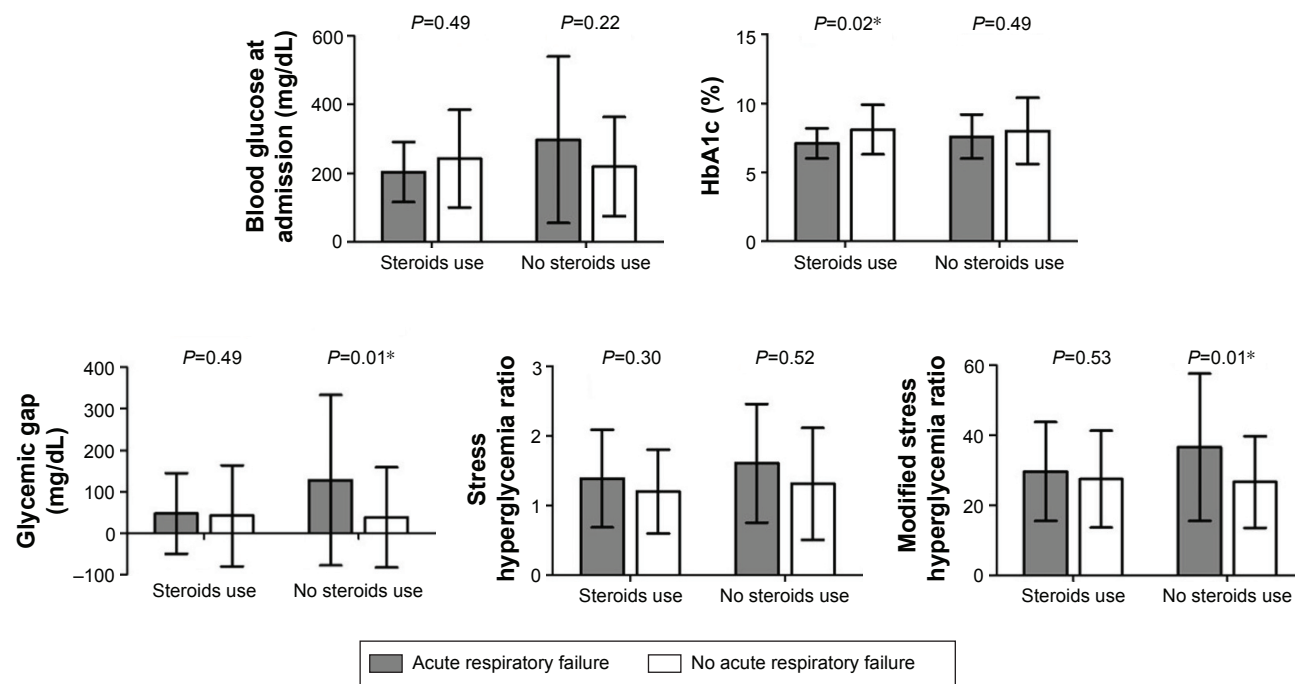 P=0.49
P=0.22
Blood glucose at
admission (mg/dL)
600
400
200
0
Steroids use
No steroids use
P=0.02*
P=0.49
HbA1c (%)
15
10
5
0
Steroids use
No steroids use
P=0.49
P=0.01*
Glycemic gap
(mg/dL)
400
300
200
100
0
–100
Steroids use
No steroids use
P=0.30
P=0.52
Stress
hyperglycemia ratio
3
2
1
0
Steroids use
No steroids use
P=0.53
P=0.01*
Modified stress
hyperglycemia ratio
60
40
20
0
Steroids use
No steroids use
Acute respiratory failure
No acute respiratory failure